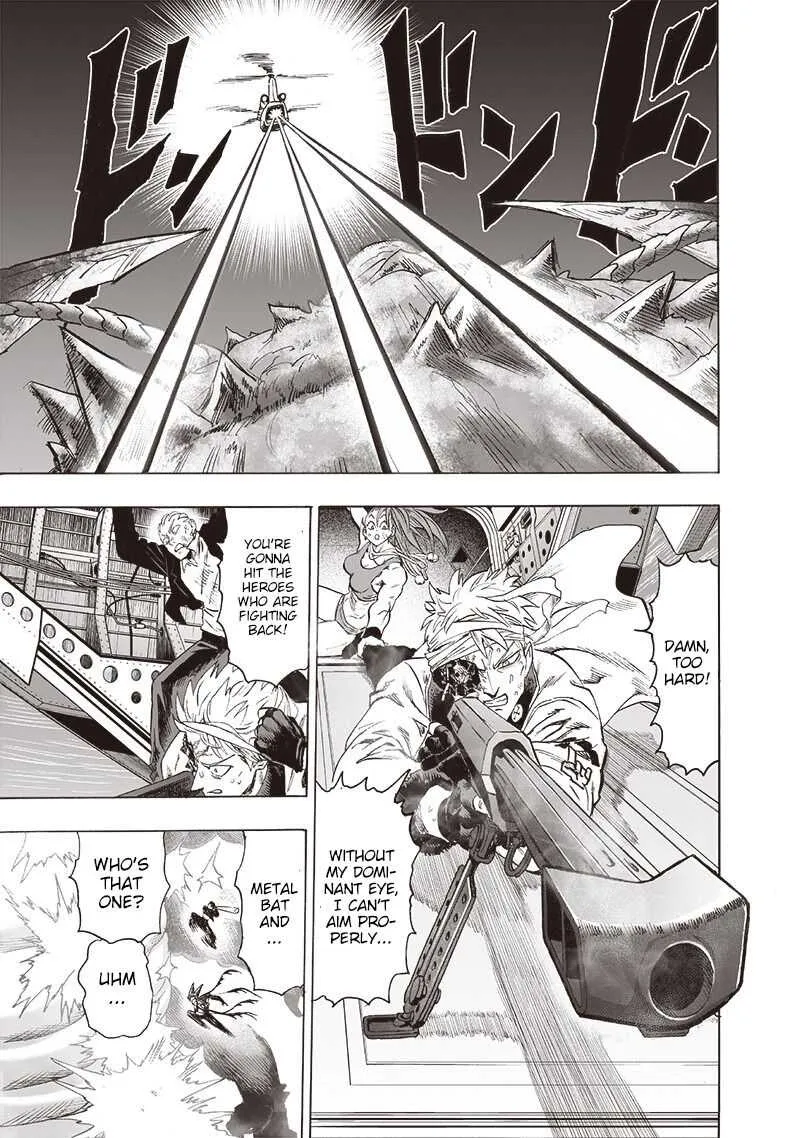 ドンドンドッ
DAMN,
TOO
HARD!
WITHOUT
MY DOMI-
NANT EYE,
I CAN'T
AIM PRO-
PERLY...
YOU'RE
GONNA
HIT THE
HEROES
WHO ARE
FIGHTING
BACK!
METAL
BAT AND
...
WHO'S
THAT
ONE?
UHM
...